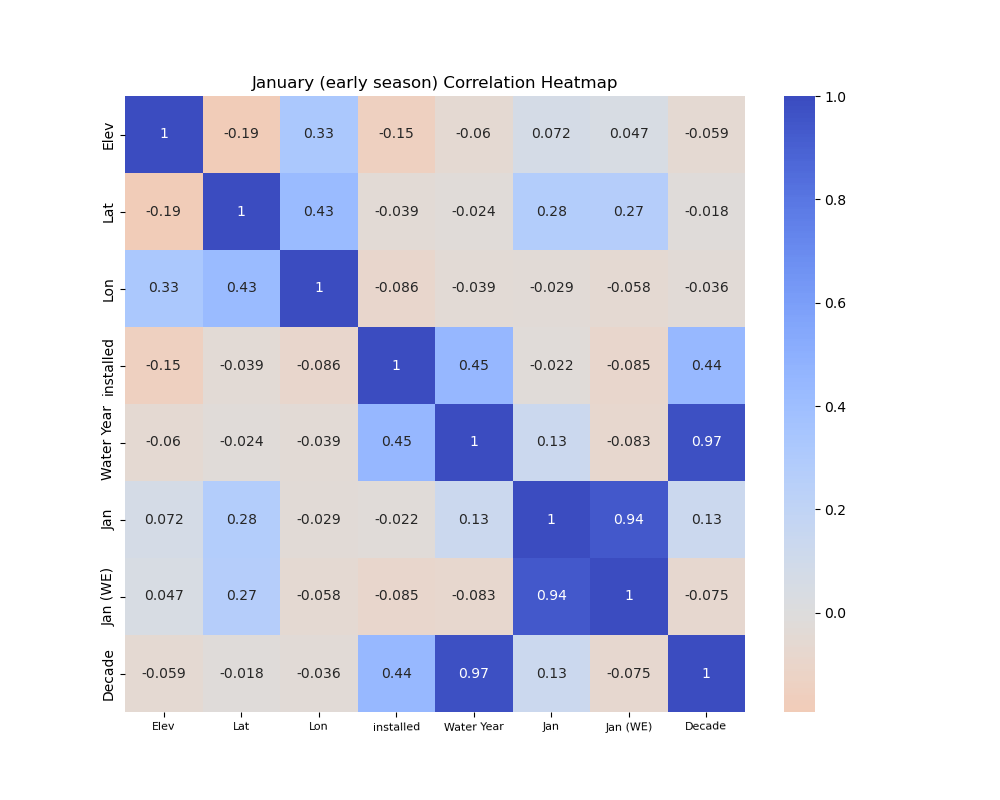 January (early season) Correlation Heatmap
Elev 1 -0.19 0.33 -0.15 -0.06 0.072 0.047 -0.059
Lat -0.19 1 0.43 -0.039 -0.024 0.28 0.27 -0.018
Lon 0.33 0.43 1 -0.086 -0.039 -0.029 -0.058 -0.036
installed -0.15 -0.039 -0.086 1 0.45 -0.022 -0.085 0.44
Water Year -0.06 -0.024 -0.039 0.45 1 0.13 -0.083 0.97
Jan 0.072 0.28 -0.029 -0.022 0.13 1 0.94 0.13
Jan (WE) 0.047 0.27 -0.058 -0.085 -0.083 0.94 1 -0.075
Decade -0.059 -0.018 -0.036 0.44 0.97 0.13 -0.075 1
Elev Lat Lon installed Water Year Jan Jan (WE) Decade
1.0
0.8
0.6
0.4
0.2
0.0